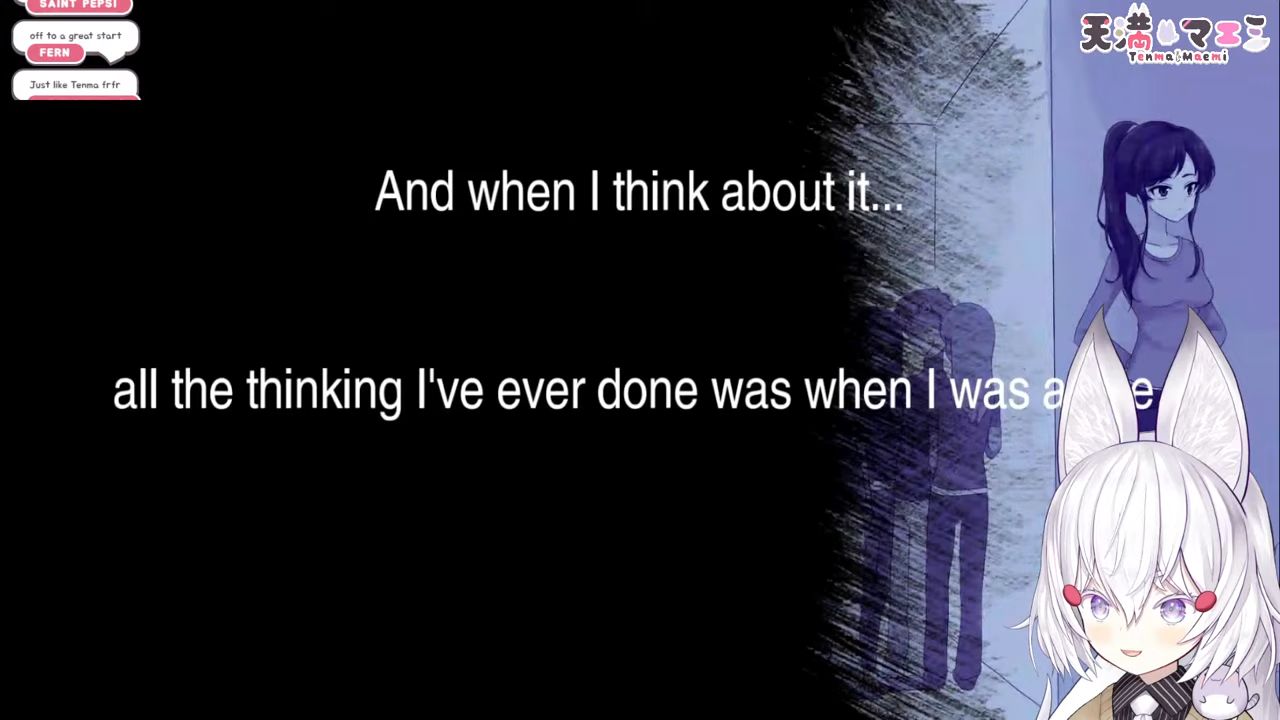 SAINT PEPSI
off to a great start
FERN
Just like Tenma frfr
天満マエミ
Tenma Maemi
And when I think about it...
all the thinking I've ever done was when I was